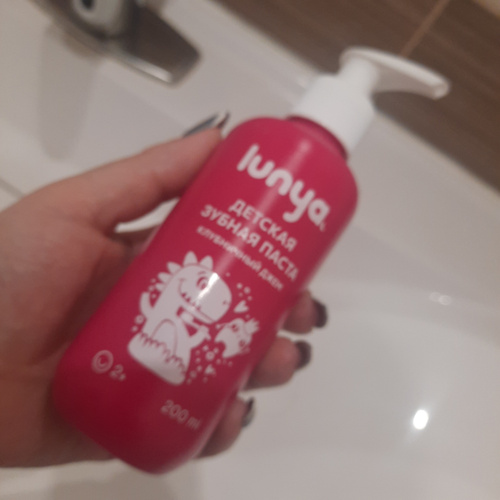 lunya
ДЕТСКАЯ
ЗУБНАЯ ПАСТА
КЛУБНИЧНЫЙ ДЖЕМ
2+
200 ml